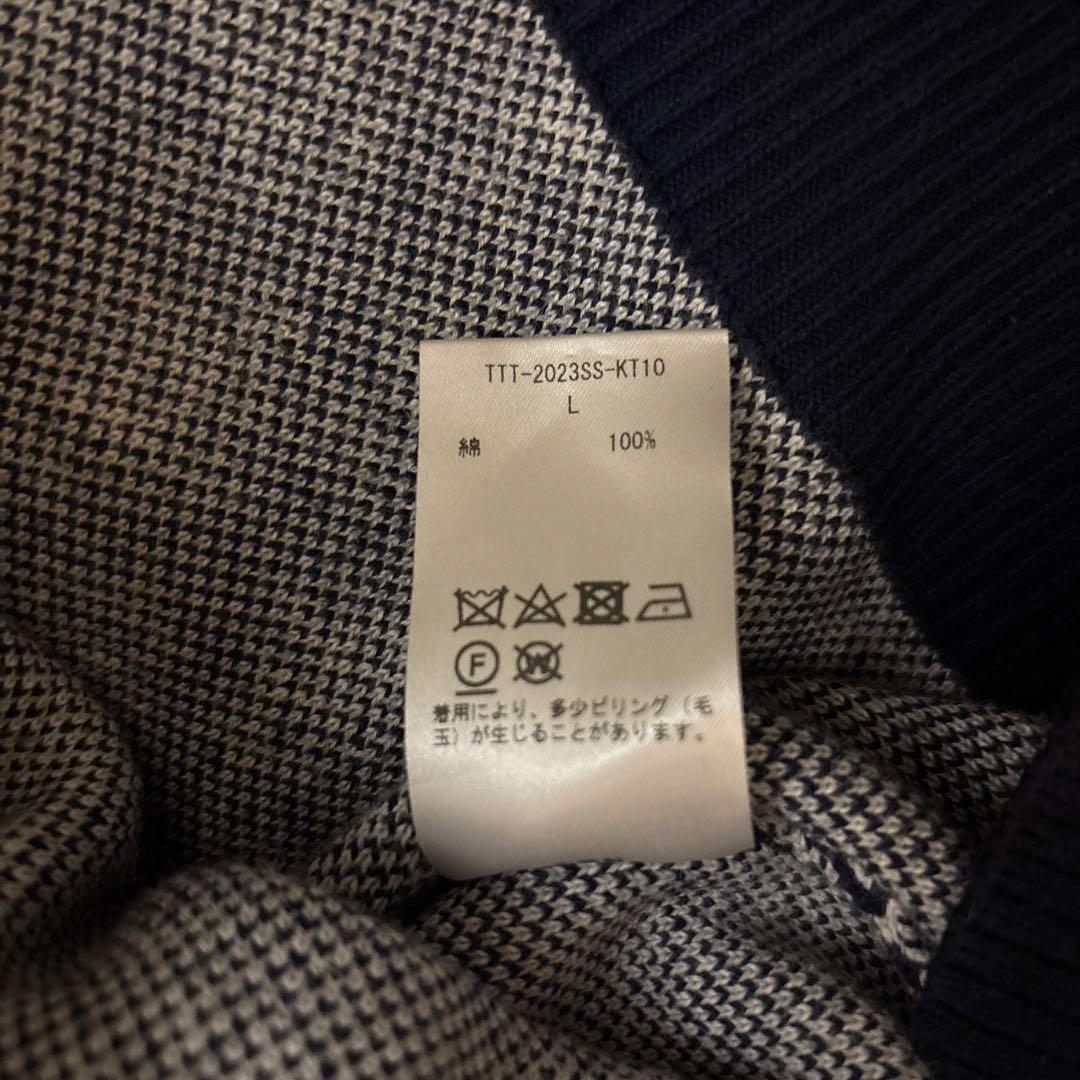 TTT-2023SS-KT10
L
綿 100%
F W
着用により、多少ピリング（毛
玉）が生じることがあります。